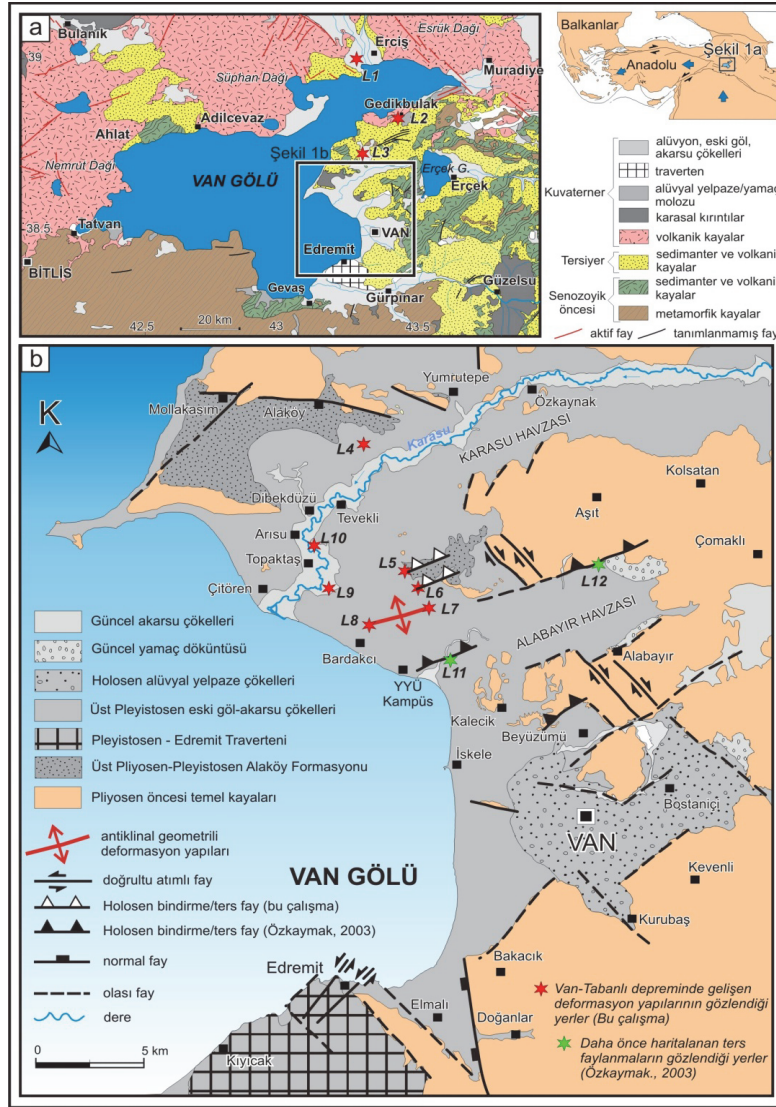 a
Bulanık
39
Erciş
Esrük Dağı
L1
Muradiye
Süphan Dağı
Gedikbulak
L2
Adilcevaz
Ahlat
Şekil 1b
L3
Nemrut Dağı
VAN GÖLÜ
Erçek G.
Erçek
38.5
Tatvan
VAN
Edremit
BİTLİS
Gevaş
Gürpınar
Güzelsu
42.5
20 km
43
43.5
Balkanlar
Şekil 1a
Anadolu
alüvyon, eski göl,
akarsu çökelleri
traverten
Kuvaterner
alüvyal yelpaze/yamaç
molozu
karasal kırıntılar
volkanik kayalar
Tersiyer
sedimanter ve volkani
kayalar
Senozoyik
öncesi
sedimanter ve volkani
kayalar
metamorfik kayalar
aktif fay
tanımlanmamış fay
b
K
Mollakasım
Alaköy
Yumrutepe
Özkaynak
Karasu
KARASU HAVZASI
L4
Kolsatan
Dibekdüzü
Tevekli
Aşıt
Arısu
L10
Çomaklı
Topaktaş
L5
L12
Çitören
L9
L6
L7
L8
ALABAYIR HAVZASI
Bardakçı
L11
Alabayır
YYÜ
Kampüs
Kalecik
Beyüzümü
İskele
Bostaniçi
VAN
Kevenli
Kurubaş
Güncel akarsu çökelleri
Güncel yamaç döküntüsü
Holosen alüvyal yelpaze çökelleri
Üst Pleyistosen eski göl-akarsu çökelleri
Pleyistosen - Edremit Traverteni
Üst Pliyosen-Pleyistosen Alaköy Formasyonu
Pliyosen öncesi temel kayaları
antiklinal geometrili
deformasyon yapıları
doğrultu atımlı fay
Holosen bindirme/ters fay (bu çalışma)
Holosen bindirme/ters fay (Özkaymak, 2003)
normal fay
olası fay
dere
0
5 km
VAN GÖLÜ
Edremit
Bakacık
Elmalı
Doğanlar
Kıyıcak
Van-Tabanlı depreminde gelişen
deformasyon yapılarının gözlendiği
yerler (Bu çalışma)
Daha önce haritalanan ters
faylanmaların gözlendiği yerler
(Özkaymak., 2003)